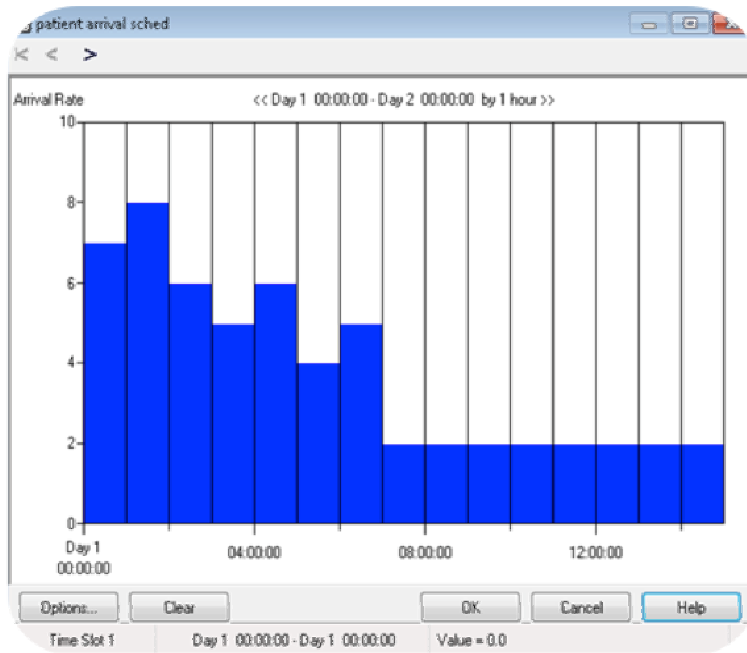 patient arrival sched
Arrival Rate
<< Day 1 00:00:00 - Day 2 00:00:00 by 1 hour >>
10
8
6
4
2
0
Day 1
00:00:00
04:00:00
08:00:00
12:00:00
Options... Clear OK Cancel Help
Time Slot 1 Day 1 00:00:00 - Day 1 00:00:00 Value = 0.0